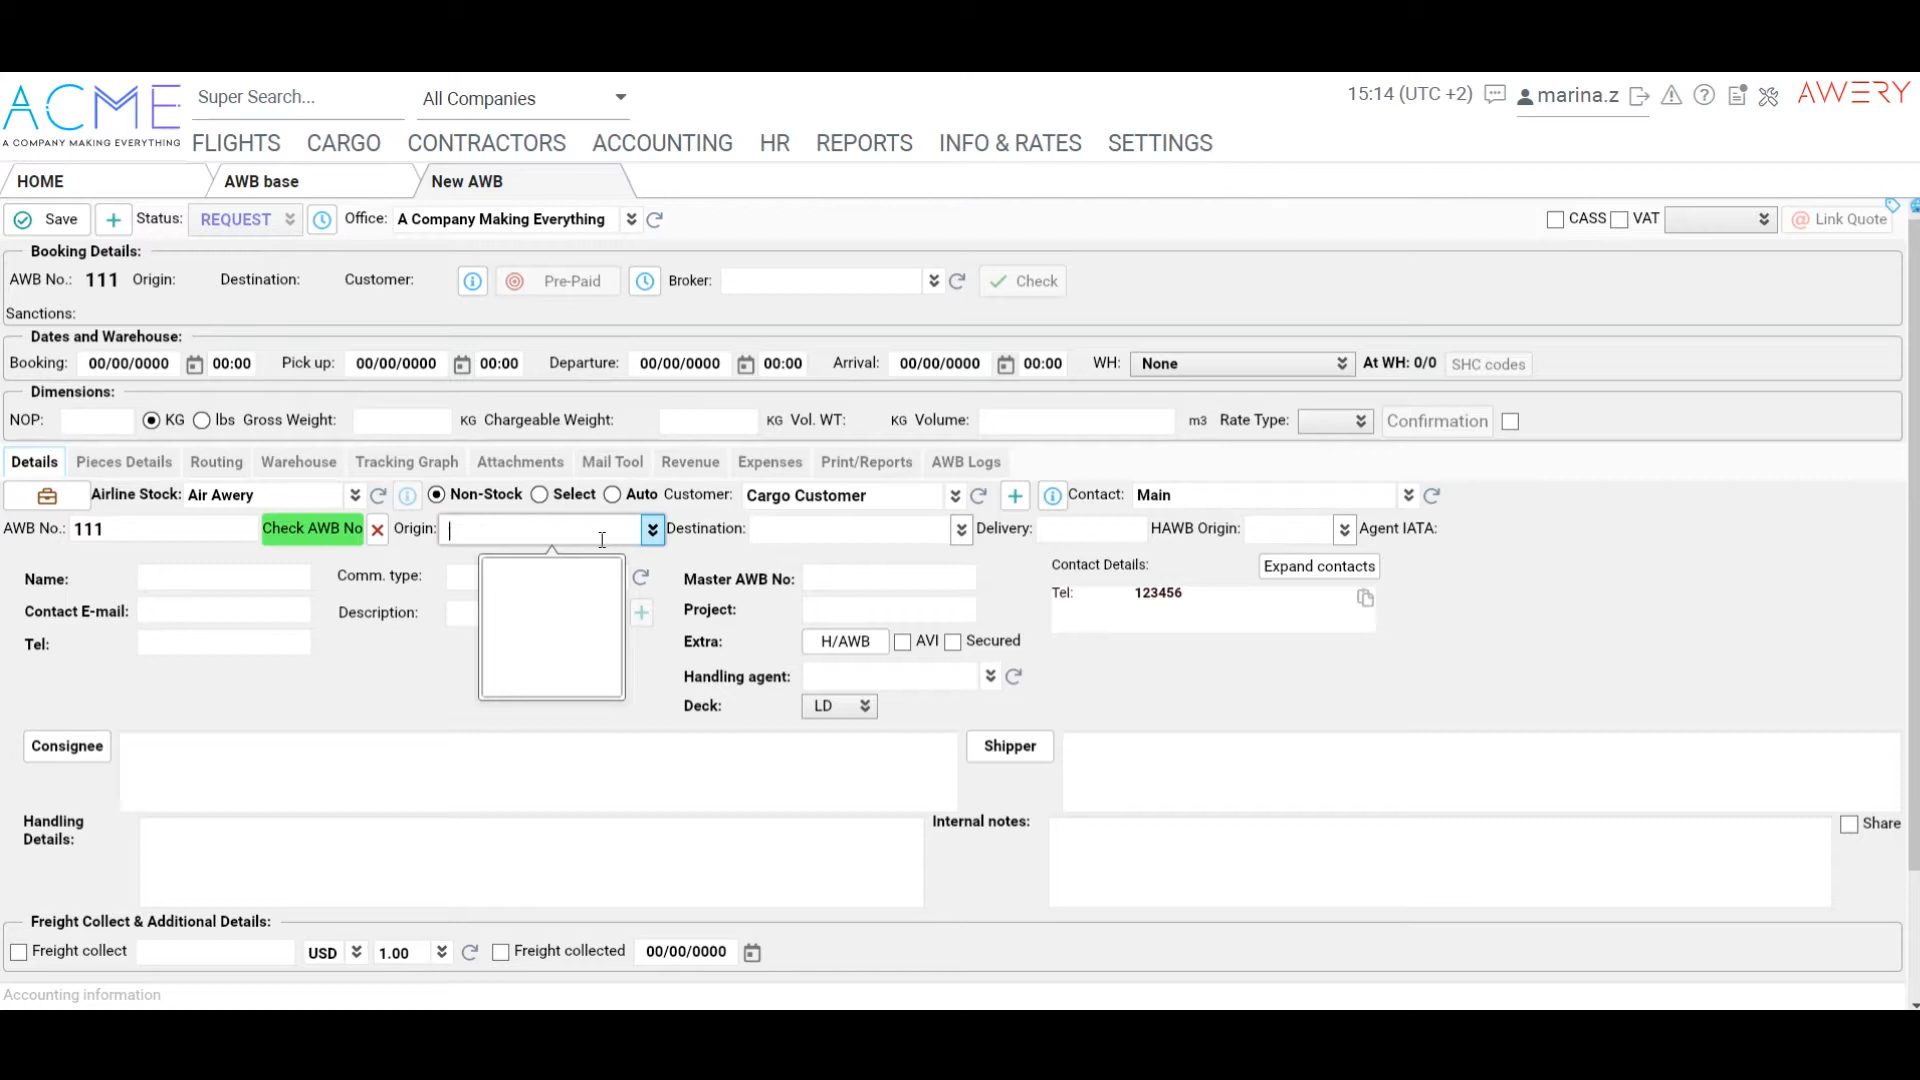 ACME
A COMPANY MAKING EVERYTHING
Super Search...
All Companies
15:14 (UTC +2)
marina.z
AWERY
FLIGHTS CARGO CONTRACTORS ACCOUNTING HR REPORTS INFO & RATES SETTINGS
HOME AWB base New AWB
Save Status: REQUEST Office: A Company Making Everything CASS VAT Link Quote
Booking Details:
AWB No.: 111 Origin: Destination: Customer: Pre-Paid Broker: Check
Sanctions:
Dates and Warehouse:
Booking: 00/00/0000 00:00 Pick up: 00/00/0000 00:00 Departure: 00/00/0000 00:00 Arrival: 00/00/0000 00:00 WH: None At WH: 0/0 SHC codes
Dimensions:
NOP: KG lbs Gross Weight: KG Chargeable Weight: KG Vol. WT: KG Volume: m3 Rate Type: Confirmation
Details Pieces Details Routing Warehouse Tracking Graph Attachments Mail Tool Revenue Expenses Print/Reports AWB Logs
Airline Stock: Air Awery Non-Stock Select Auto Customer: Cargo Customer Contact: Main
AWB No.: 111 Check AWB No Origin: Destination: Delivery: HAWB Origin: Agent IATA:
Name: Comm. type: Master AWB No: Contact Details: Expand contacts
Contact E-mail: Description: Project: Tel: 123456
Tel: Extra: H/AWB AVI Secured
Handling agent:
Deck: LD
Consignee Shipper
Handling Details: Internal notes: Share
Freight Collect & Additional Details:
Freight collect USD 1.00 Freight collected 00/00/0000
Accounting information